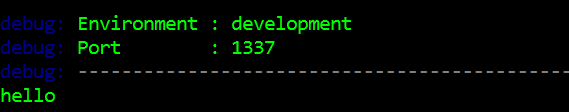 debug: Environment : development
debug: Port        : 1337
debug: -------------------------------------------------------
hello